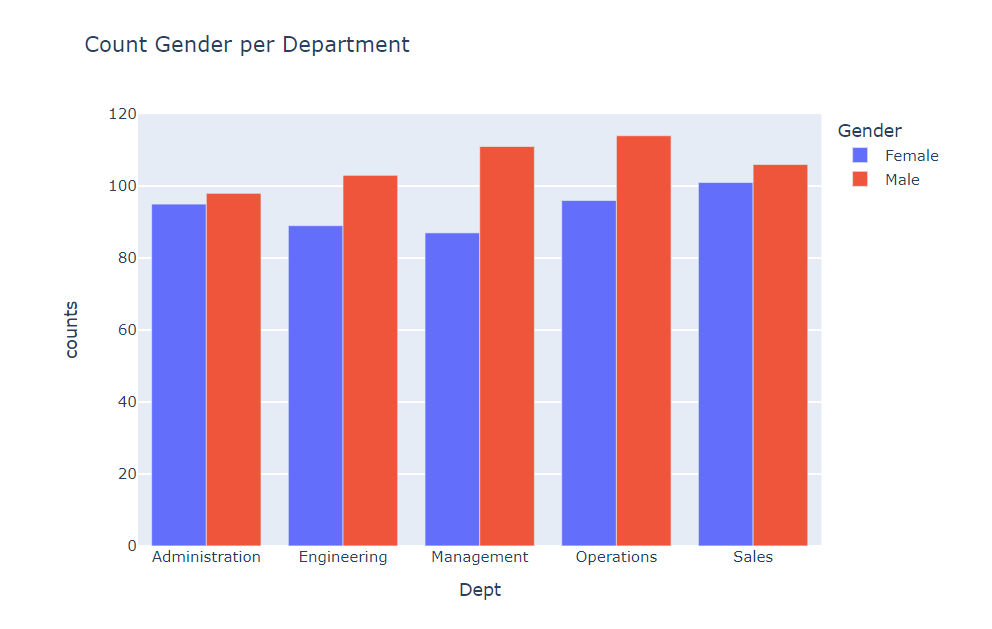 Count Gender per Department
120
100
80
60
40
20
0
counts
Administration Engineering Management Operations Sales
Dept
Gender
Female
Male